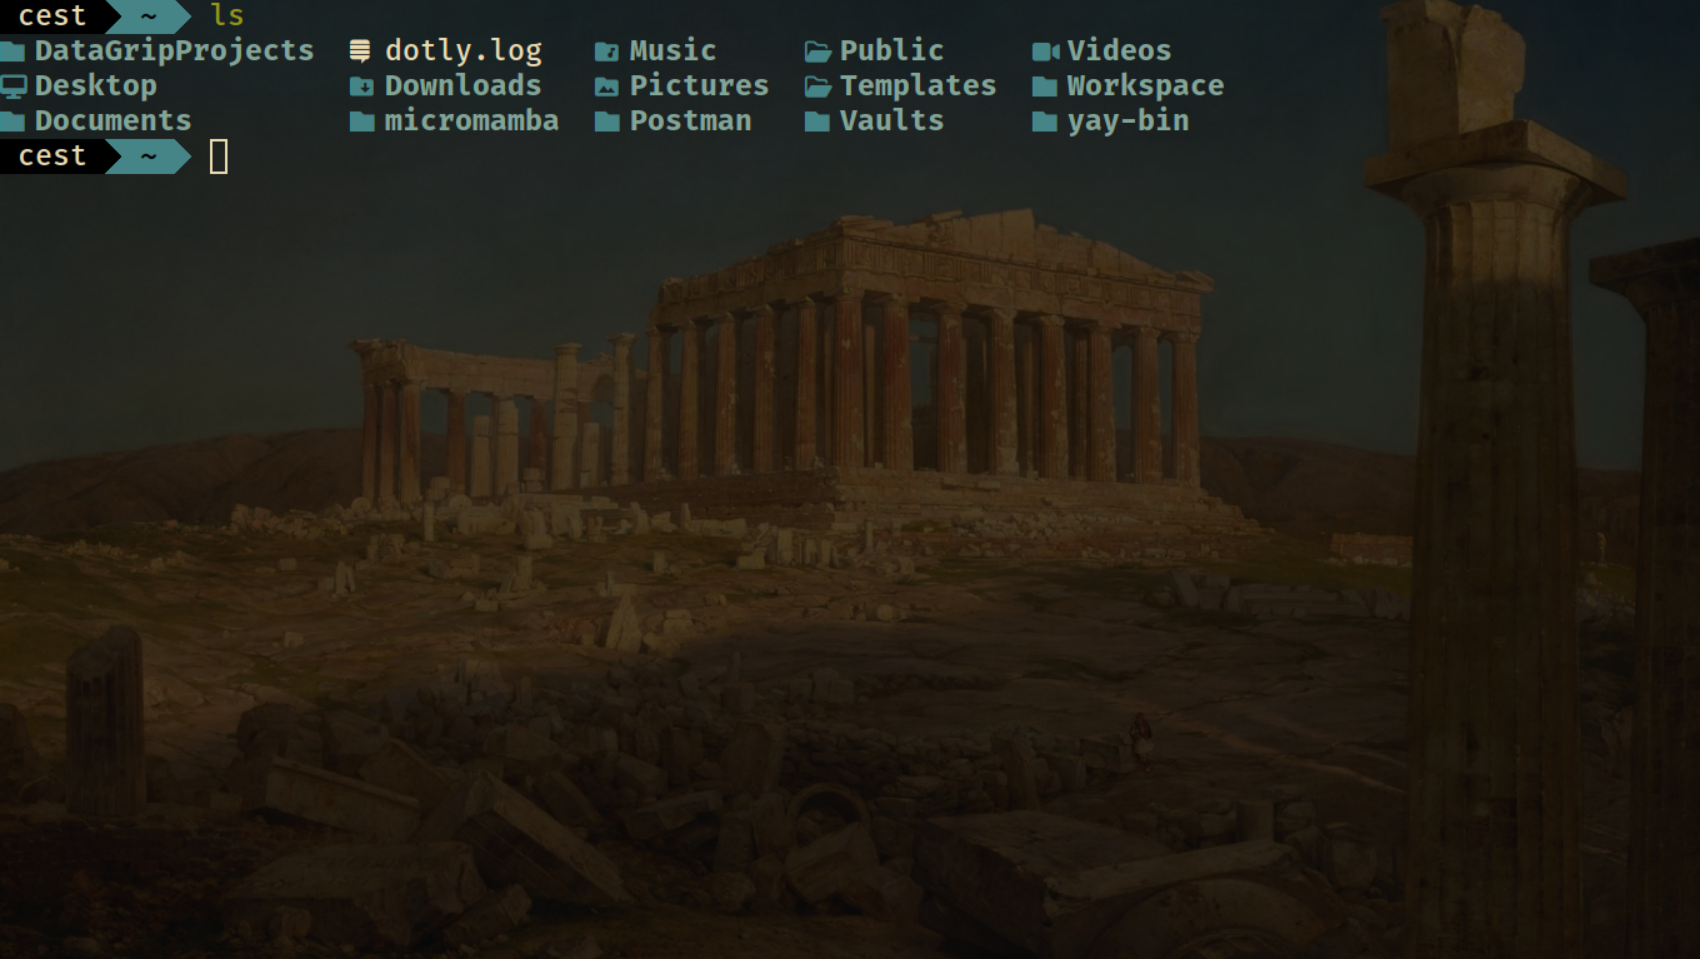 cest ~ ls
DataGripProjects dotly.log Music Public Videos
Desktop Downloads Pictures Templates Workspace
Documents micromamba Postman Vaults yay-bin
cest ~